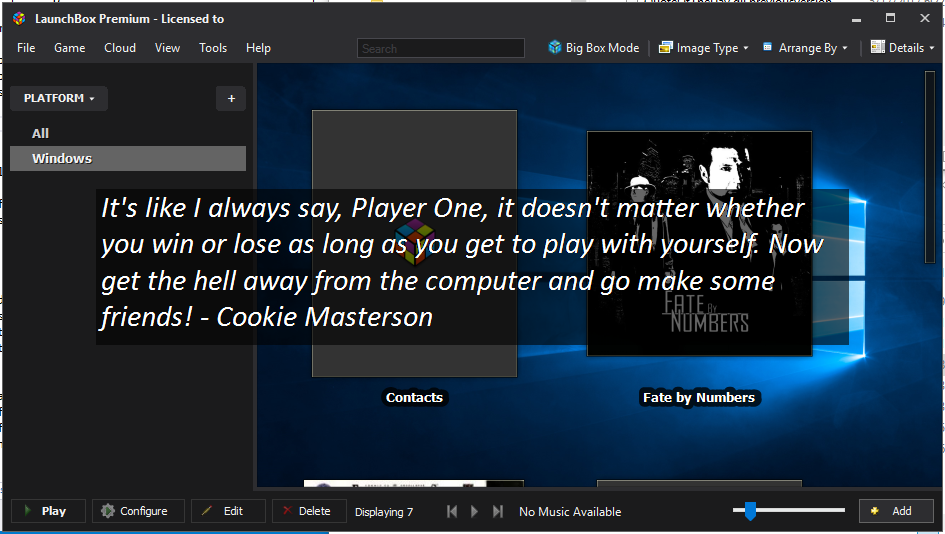 LaunchBox Premium - Licensed to
File Game Cloud View Tools Help Search Big Box Mode Image Type Arrange By Details
PLATFORM +
All
Windows
It's like I always say, Player One, it doesn't matter whether
you win or lose as long as you get to play with yourself. Now
get the hell away from the computer and go make some
friends! - Cookie Masterson
FATE BY
NUMBERS
Contacts Fate by Numbers
Play Configure Edit Delete Displaying 7 No Music Available Add